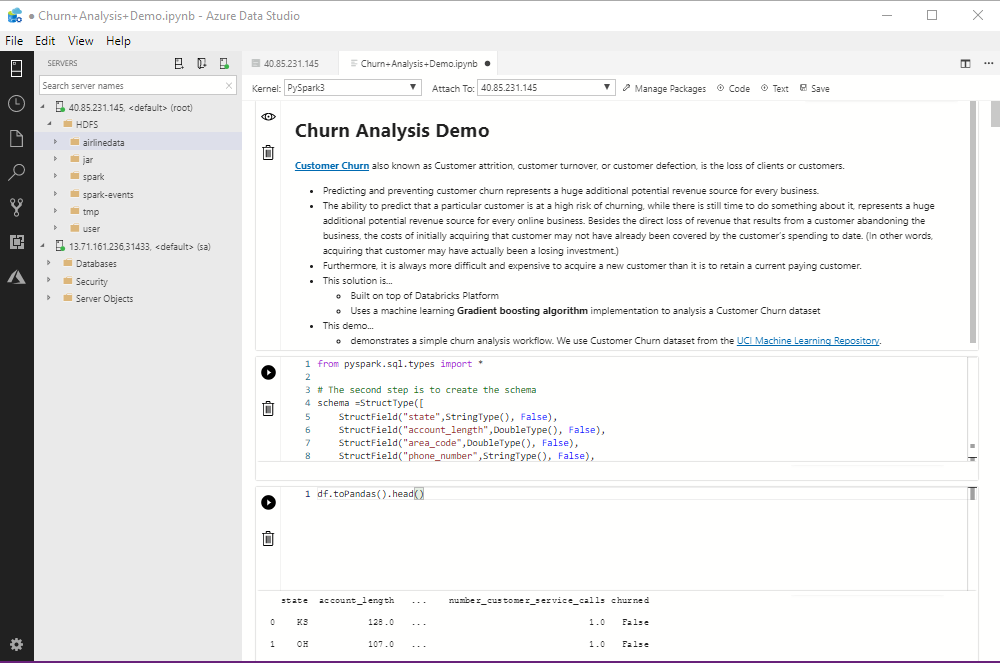 ● Churn+Analysis+Demo.ipynb - Azure Data Studio
File Edit View Help
SERVERS
Search server names
40.85.231.145, <default> (root)
HDFS
airlinedata
jar
spark
spark-events
tmp
user
13.71.161.236,31433, <default> (sa)
Databases
Security
Server Objects
40.85.231.145
Churn+Analysis+Demo.ipynb ●
Kernel: PySpark3 Attach To: 40.85.231.145 Manage Packages Code Text Save
Churn Analysis Demo
Customer Churn also known as Customer attrition, customer turnover, or customer defection, is the loss of clients or customers.
• Predicting and preventing customer churn represents a huge additional potential revenue source for every business.
• The ability to predict that a particular customer is at a high risk of churning, while there is still time to do something about it, represents a huge
additional potential revenue source for every online business. Besides the direct loss of revenue that results from a customer abandoning the
business, the costs of initially acquiring that customer may not have already been covered by the customer's spending to date. (In other words,
acquiring that customer may have actually been a losing investment.)
• Furthermore, it is always more difficult and expensive to acquire a new customer than it is to retain a current paying customer.
• This solution is...
Built on top of Databricks Platform
Uses a machine learning Gradient boosting algorithm implementation to analysis a Customer Churn dataset
• This demo...
demonstrates a simple churn analysis workflow. We use Customer Churn dataset from the UCI Machine Learning Repository.
1 from pyspark.sql.types import *
2
3 # The second step is to create the schema
4 schema =StructType([
5 StructField("state",StringType(), False),
6 StructField("account_length",DoubleType(), False),
7 StructField("area_code",DoubleType(), False),
8 StructField("phone_number",StringType(), False),
1 df.toPandas().head()
state account_length ... number_customer_service_calls churned
0 KS 128.0 ... 1.0 False
1 OH 107.0 ... 1.0 False